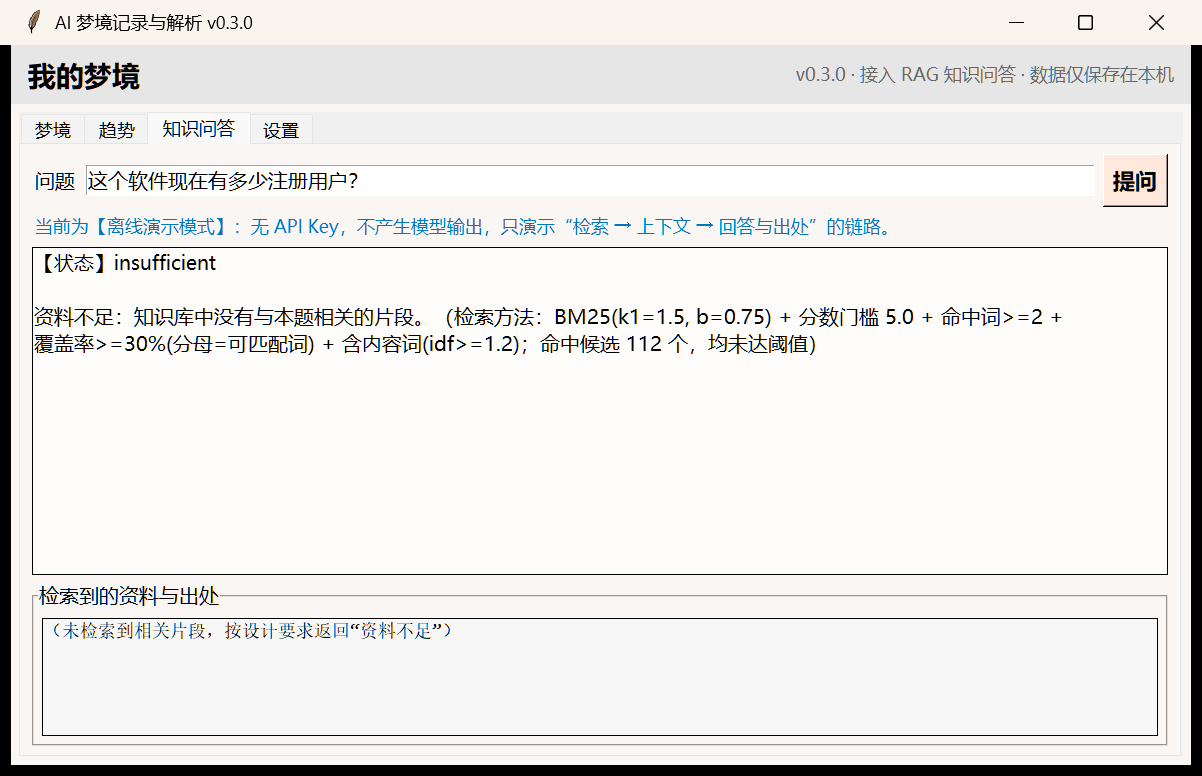 AI 梦境记录与解析 v0.3.0
我的梦境
v0.3.0 · 接入 RAG 知识问答 · 数据仅保存在本机
梦境 趋势 知识问答 设置
问题 这个软件现在有多少注册用户？ 提问
当前为【离线演示模式】：无 API Key，不产生模型输出，只演示“检索 → 上下文 → 回答与出处”的链路。
【状态】insufficient
资料不足：知识库中没有与本题相关的片段。（检索方法：BM25(k1=1.5, b=0.75) + 分数门槛 5.0 + 命中词>=2 +
覆盖率>=30%(分母=可匹配词) + 含内容词(idf>=1.2)；命中候选 112 个，均未达阈值）
检索到的资料与出处
（未检索到相关片段，按设计要求返回“资料不足”）